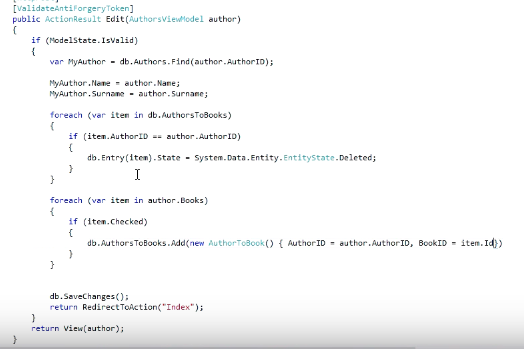 [ValidateAntiForgeryToken]
public ActionResult Edit(AuthorsViewModel author)
{
if (ModelState.IsValid)
{
var MyAuthor = db.Authors.Find(author.AuthorID);
MyAuthor.Name = author.Name;
MyAuthor.Surname = author.Surname;
foreach (var item in db.AuthorsToBooks)
{
if (item.AuthorID == author.AuthorID)
{
db.Entry(item).State = System.Data.Entity.EntityState.Deleted;
}
}
foreach (var item in author.Books)
{
if (item.Checked)
{
db.AuthorsToBooks.Add(new AuthorToBook() { AuthorID = author.AuthorID, BookID = item.Id})
}
}
db.SaveChanges();
return RedirectToAction("Index");
}
return View(author);
}